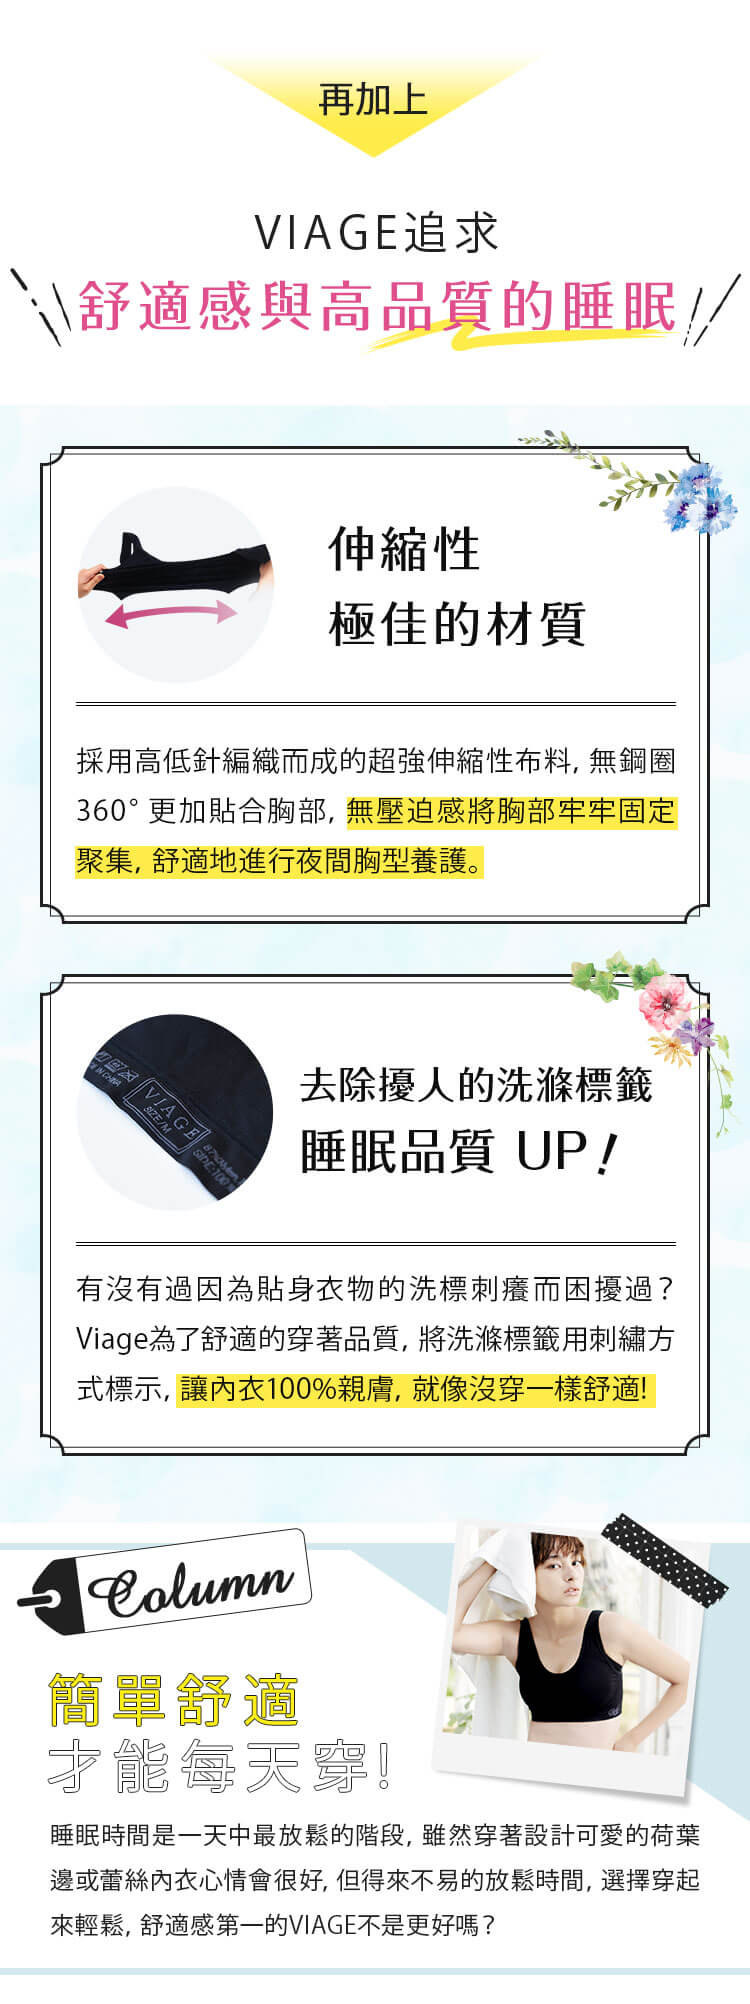 再加上
VIAGE追求
舒適感與高品質的睡眠
伸縮性
極佳的材質
採用高低針編織而成的超強伸縮性布料, 無鋼圈
360° 更加貼合胸部, 無壓迫感將胸部牢牢固定
聚集, 舒適地進行夜間胸型養護。
VIAGE
SIZE/M
去除擾人的洗滌標籤
睡眠品質 UP!
有沒有過因為貼身衣物的洗標刺癢而困擾過?
Viage為了舒適的穿著品質, 將洗滌標籤用刺繡方
式標示, 讓內衣100%親膚, 就像沒穿一樣舒適!
Column
簡單舒適
才能每天穿!
睡眠時間是一天中最放鬆的階段, 雖然穿著設計可愛的荷葉
邊或蕾絲內衣心情會很好, 但得來不易的放鬆時間, 選擇穿起
來輕鬆, 舒適感第一的VIAGE不是更好嗎?